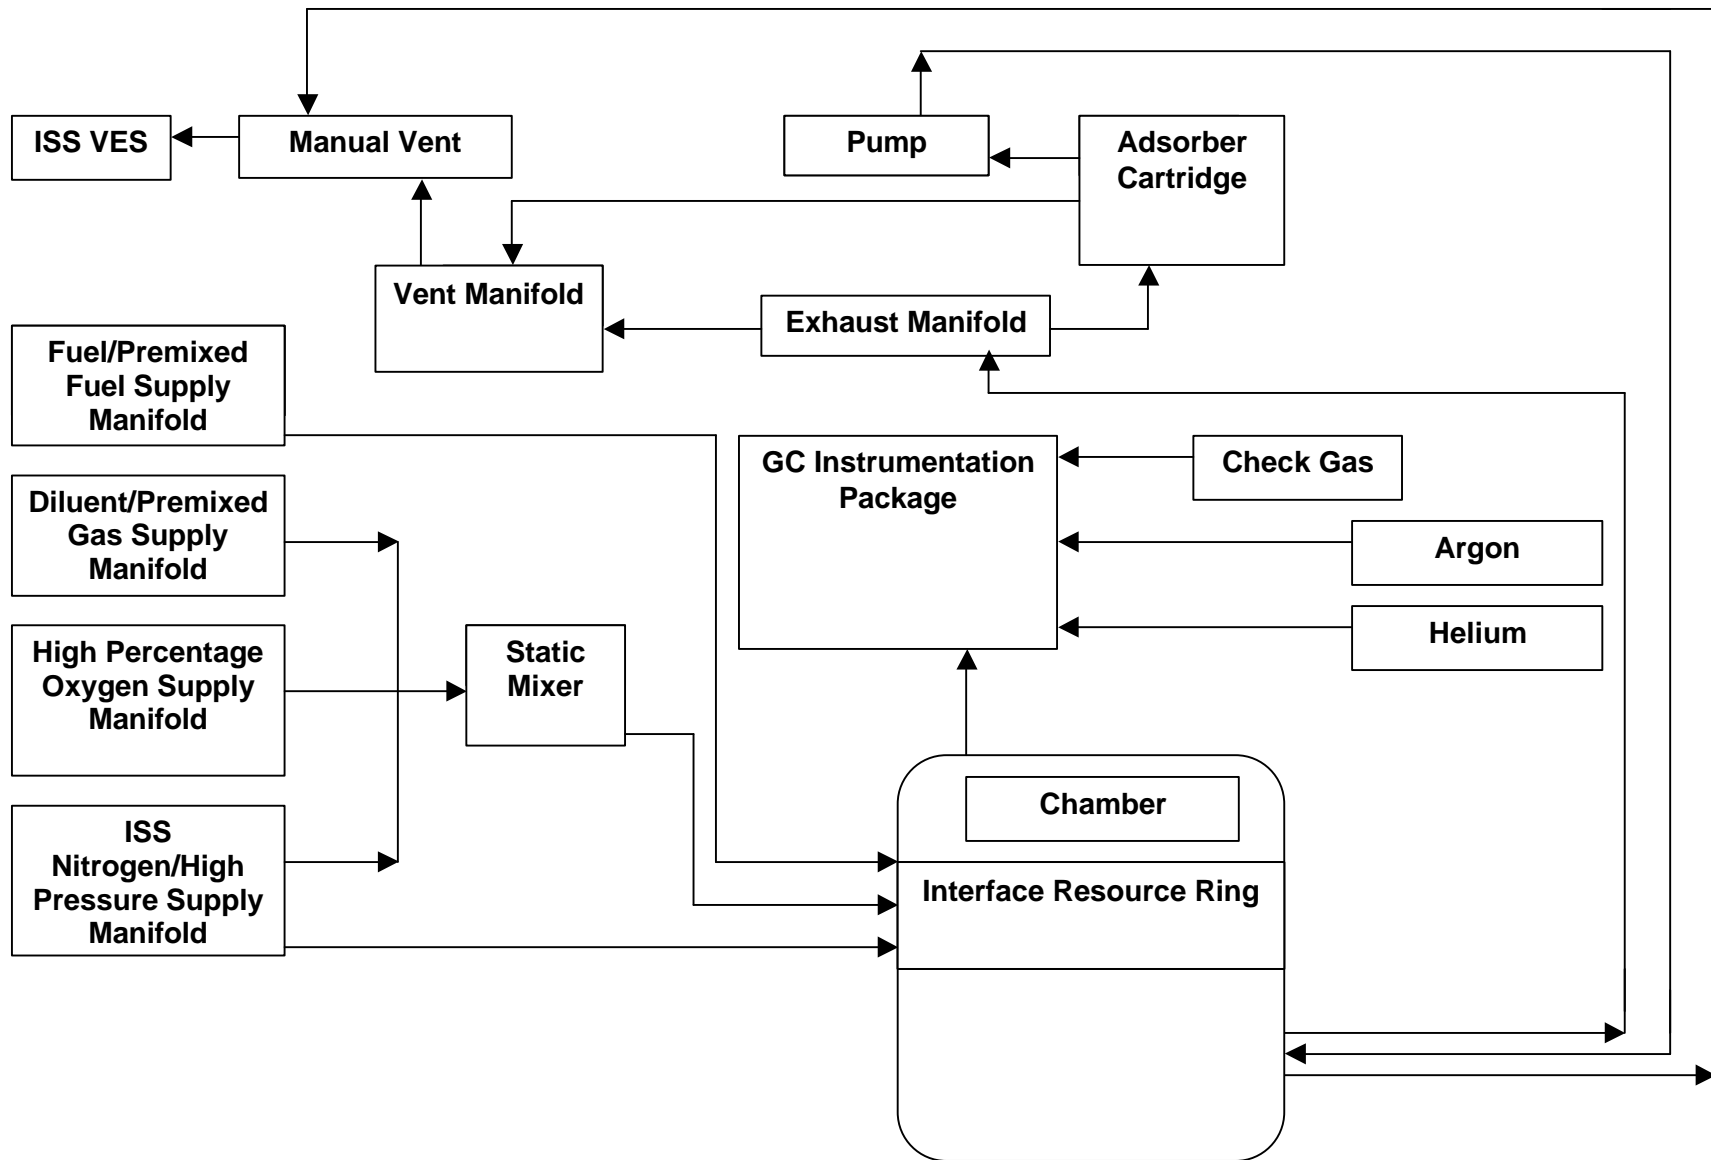 ISS VES
Manual Vent
Pump
Adsorber
Cartridge
Vent Manifold
Exhaust Manifold
Fuel/Premixed
Fuel Supply
Manifold
GC Instrumentation
Package
Check Gas
Diluent/Premixed
Gas Supply
Manifold
Argon
Helium
High Percentage
Oxygen Supply
Manifold
Static
Mixer
Chamber
ISS
Nitrogen/High
Pressure Supply
Manifold
Interface Resource Ring